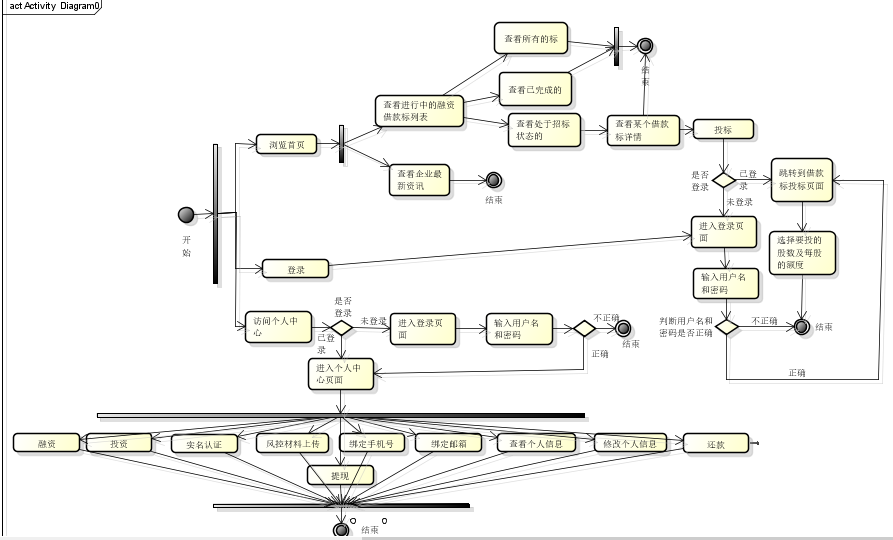 act Activity Diagram0
查看所有的标
结
束
查看已完成的
查看进行中的融资
借款标列表
查看处于招标
状态的
查看某个借款
标详情
投标
浏览首页
查看企业最
新资讯
结束
是否
登录
已登
录
跳转到借款
标投标页面
未登录
开
始
进入登录页
面
选择要投的
股数及每股
的额度
登录
输入用户名
和密码
是否
登录
访问个人中
心
未登录
进入登录页
面
输入用户名
和密码
不正确
结束
判断用户名和
密码是否正确
不正确
结束
已登
录
正确
进入个人中
心页面
正确
融资
投资
实名认证
风控材料上传
绑定手机号
绑定邮箱
查看个人信息
修改个人信息
还款
提现
结束